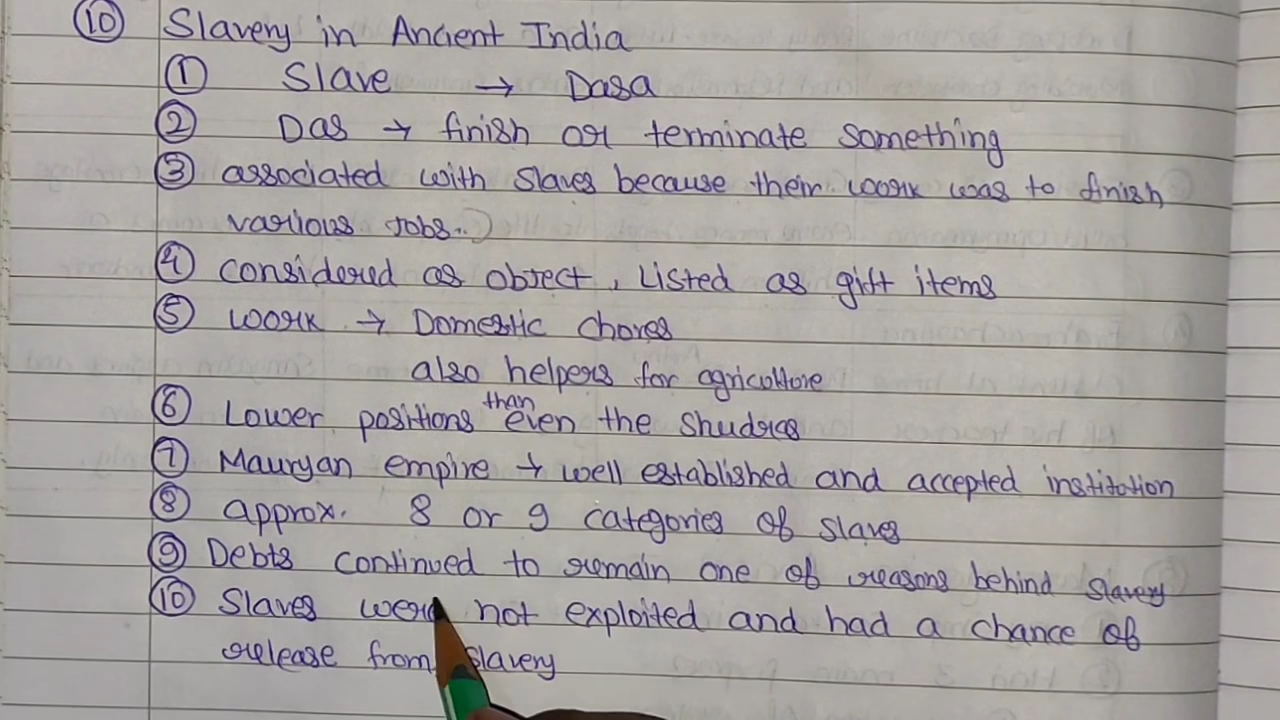 ⑩ Slavery in Ancient India
① Slave → Dasa
② Das → finish or terminate something
③ associated with slaves because their work was to finish
various jobs..
④ considered as object, Listed as gift items
⑤ work → Domestic chores
also helpers for agriculture
⑥ Lower positions than even the shudras
⑦ Mauryan empire → well established and accepted institution
⑧ approx. 8 or 9 categories of slaves
⑨ Debts continued to remain one of reasons behind slavery
⑩ Slaves were not exploited and had a chance of
release from slavery